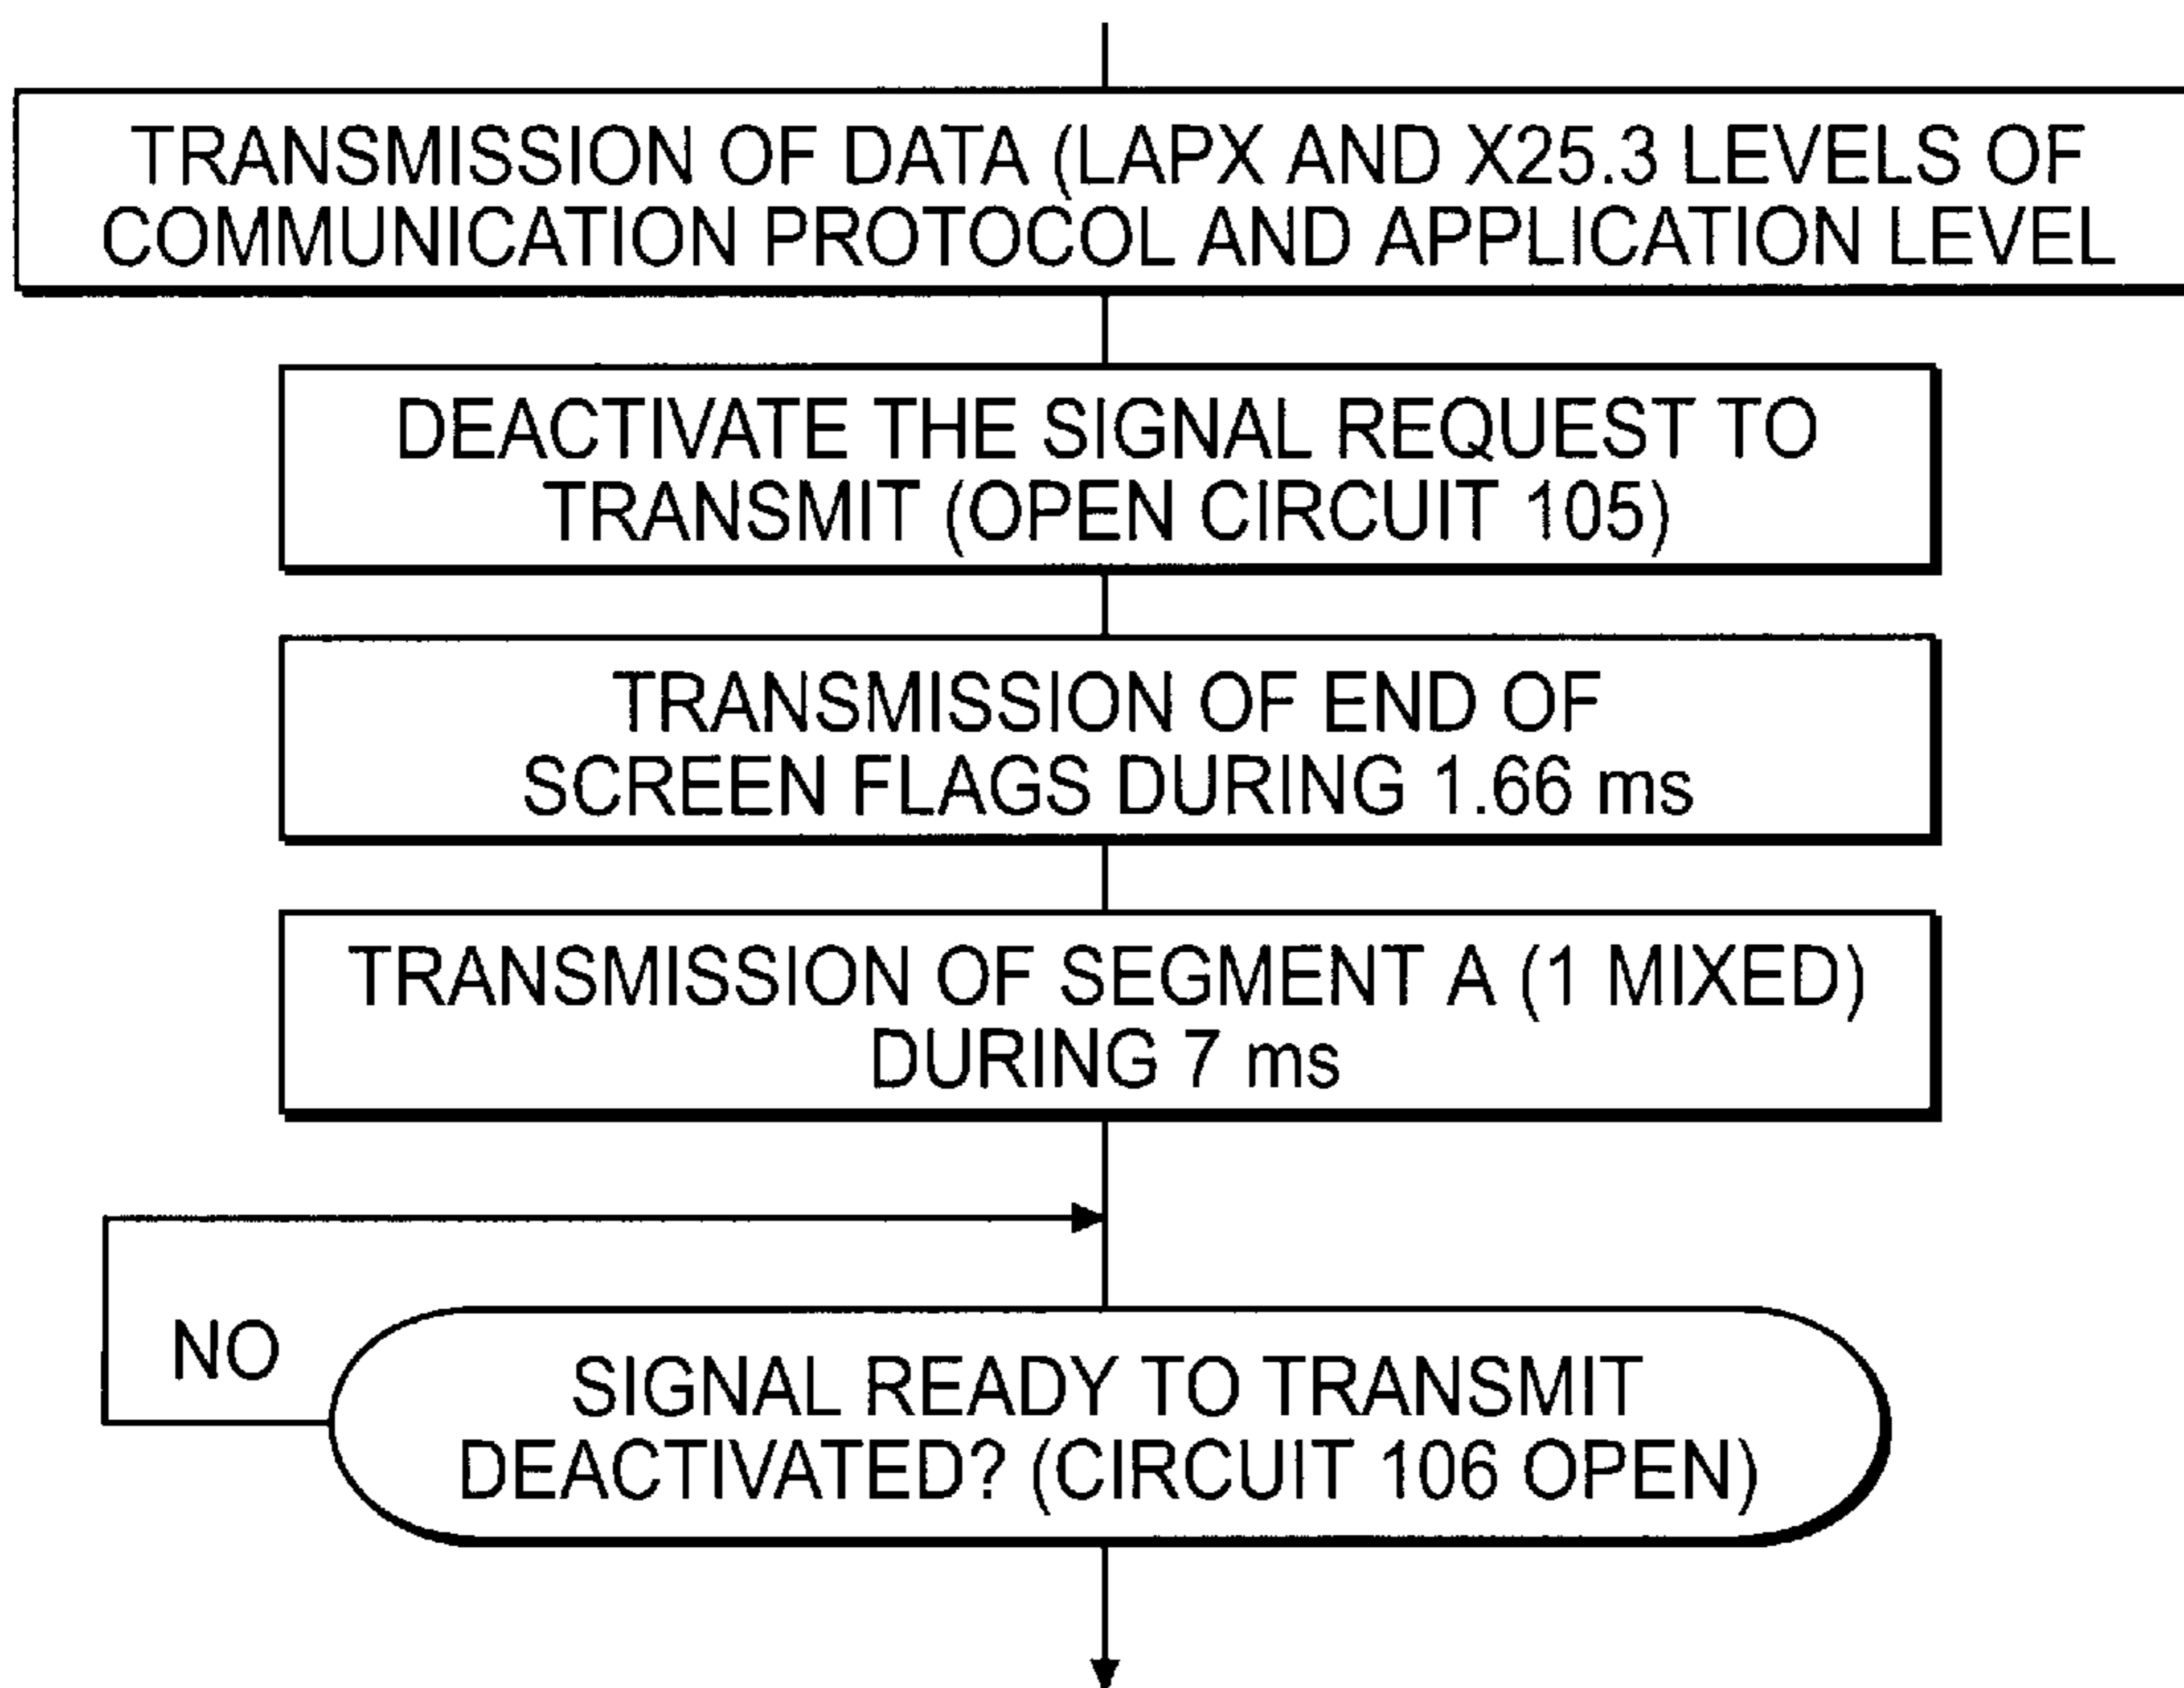 TRANSMISSION OF DATA (LAPX AND X25.3 LEVELS OF
COMMUNICATION PROTOCOL AND APPLICATION LEVEL
DEACTIVATE THE SIGNAL REQUEST TO
TRANSMIT (OPEN CIRCUIT 105)
TRANSMISSION OF END OF
SCREEN FLAGS DURING 1.66 ms
TRANSMISSION OF SEGMENT A (1 MIXED)
DURING 7 ms
NO
SIGNAL READY TO TRANSMIT
DEACTIVATED? (CIRCUIT 106 OPEN)